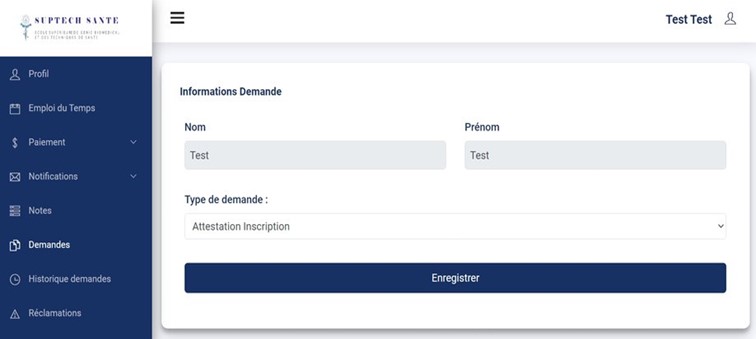 SUPTECH SANTE
Test Test
Profil
Emploi du Temps
Paiement
Notifications
Notes
Demandes
Historique demandes
Réclamations
Informations Demande
Nom
Prénom
Test
Test
Type de demande :
Attestation Inscription
Enregistrer